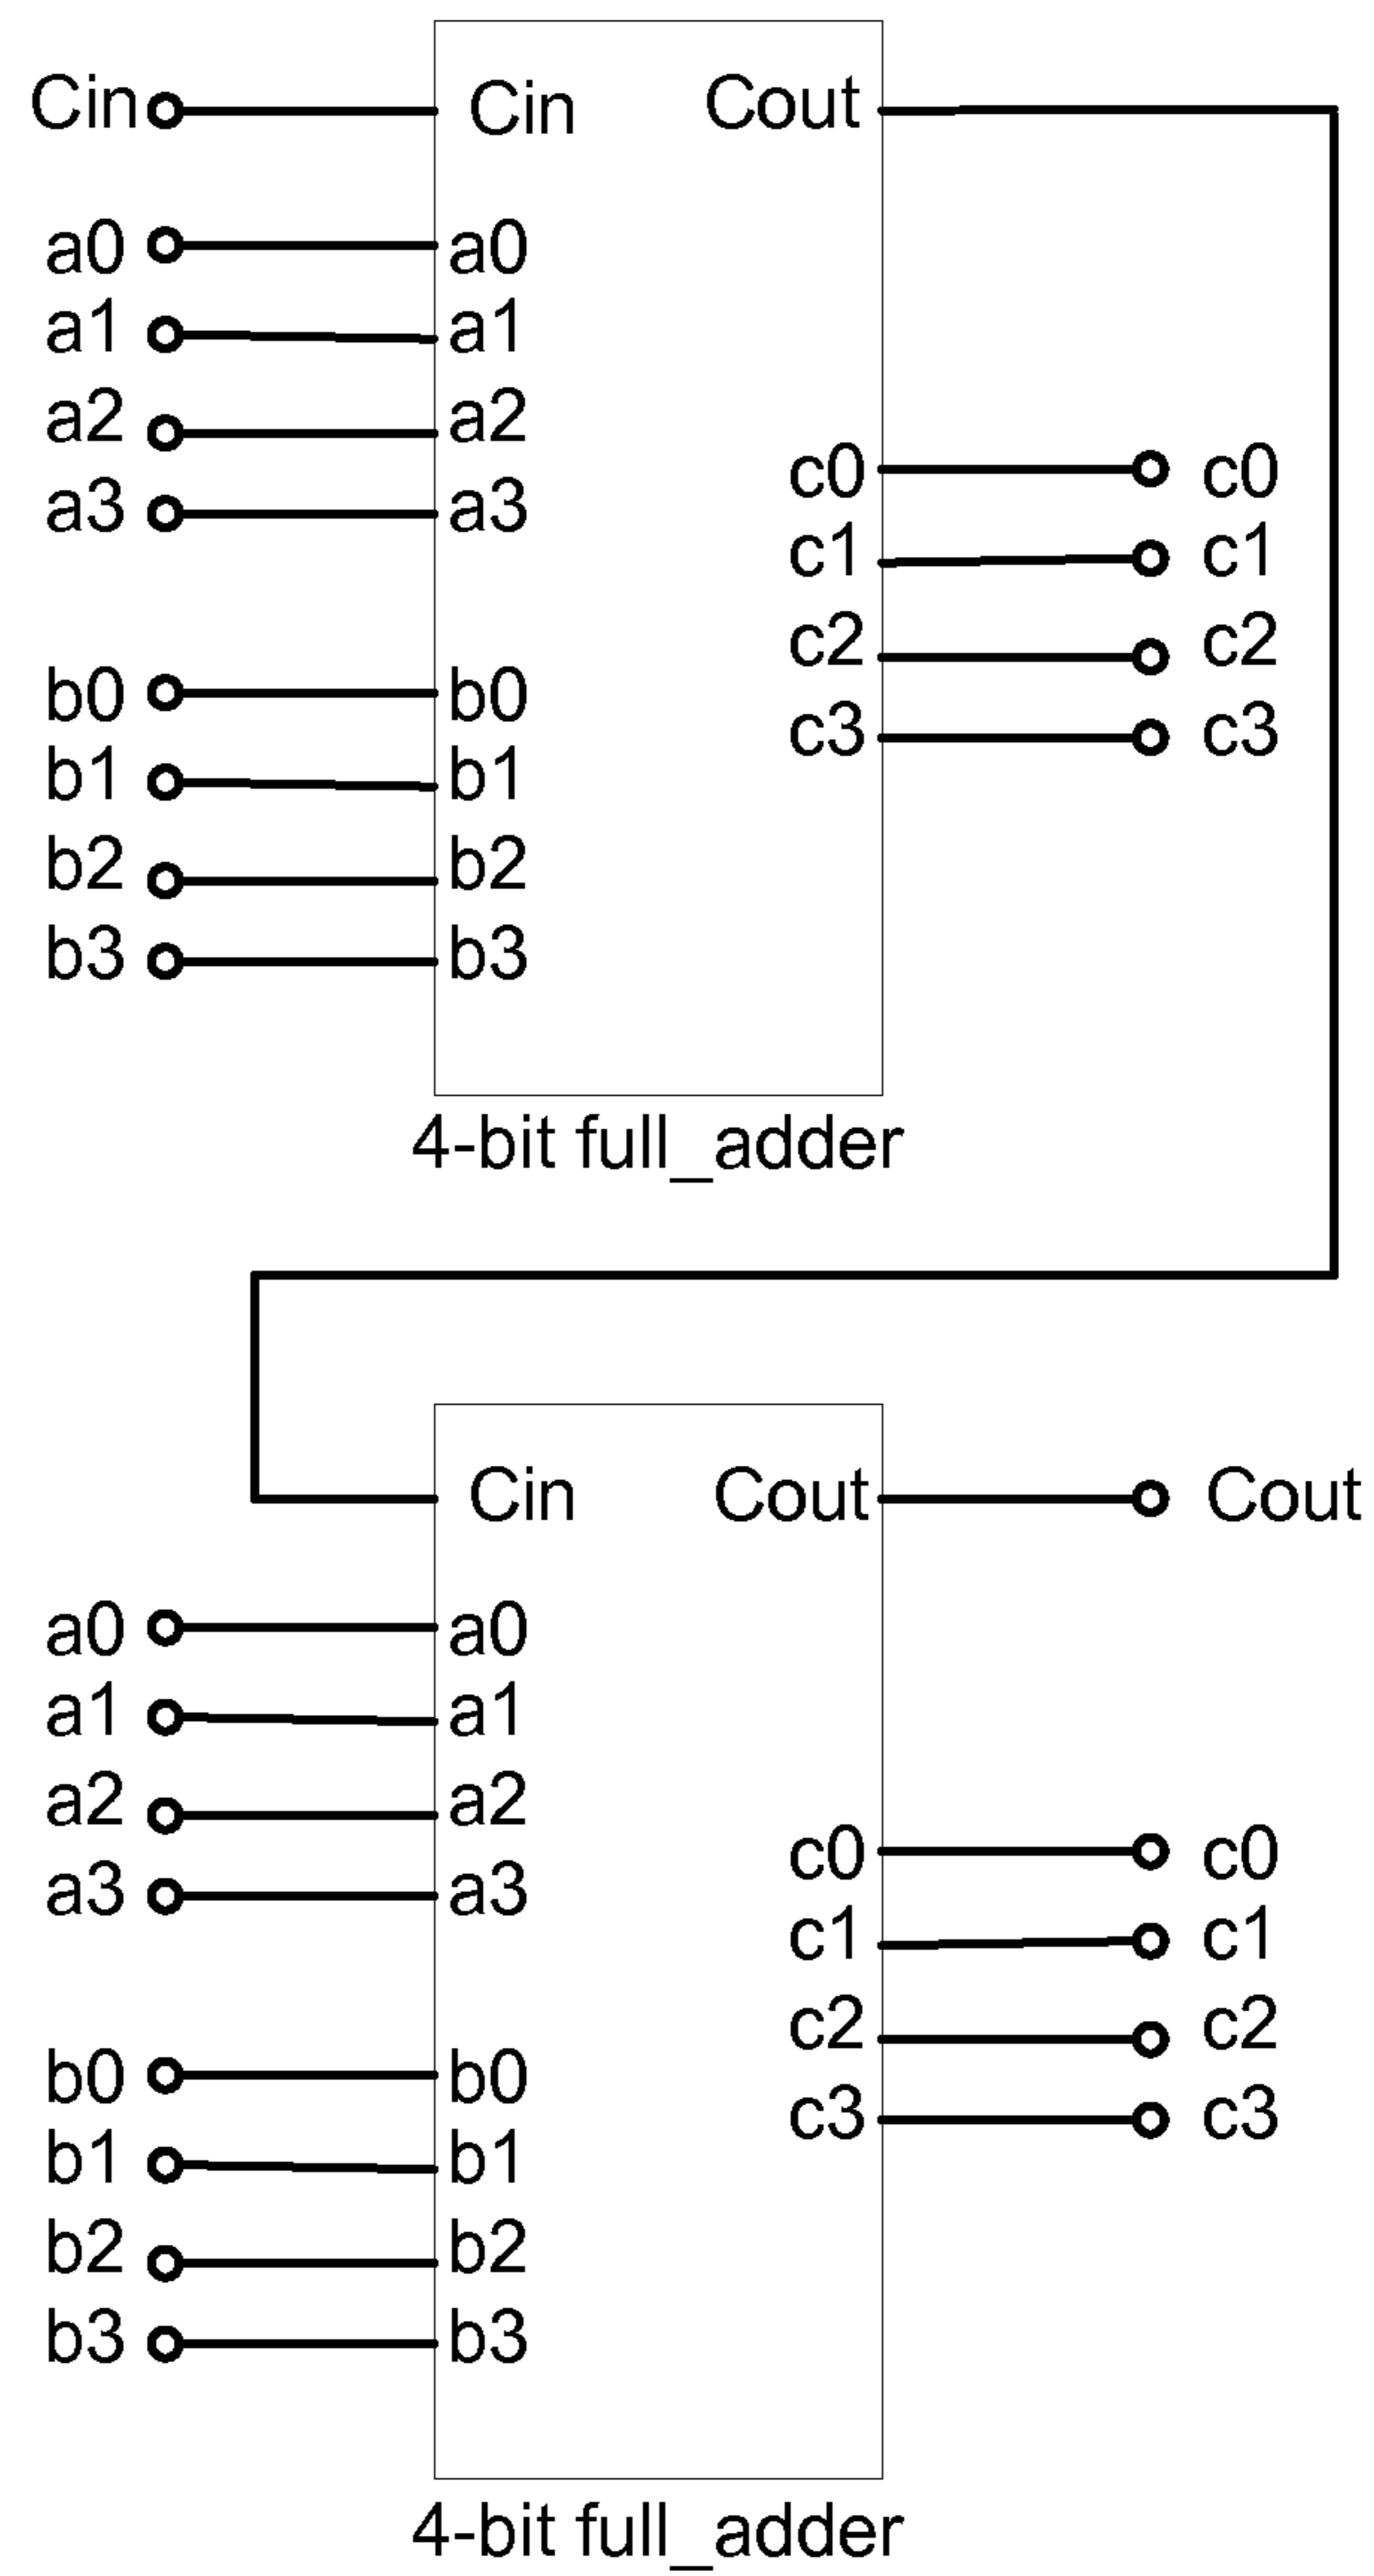 Cin Cin Cout
a0 a0
a1 a1
a2 a2
a3 a3
c0 c0
c1 c1
c2 c2
c3 c3
b0 b0
b1 b1
b2 b2
b3 b3
4-bit full_adder
Cin Cout Cout
a0 a0
a1 a1
a2 a2
a3 a3
c0 c0
c1 c1
c2 c2
c3 c3
b0 b0
b1 b1
b2 b2
b3 b3
4-bit full_adder